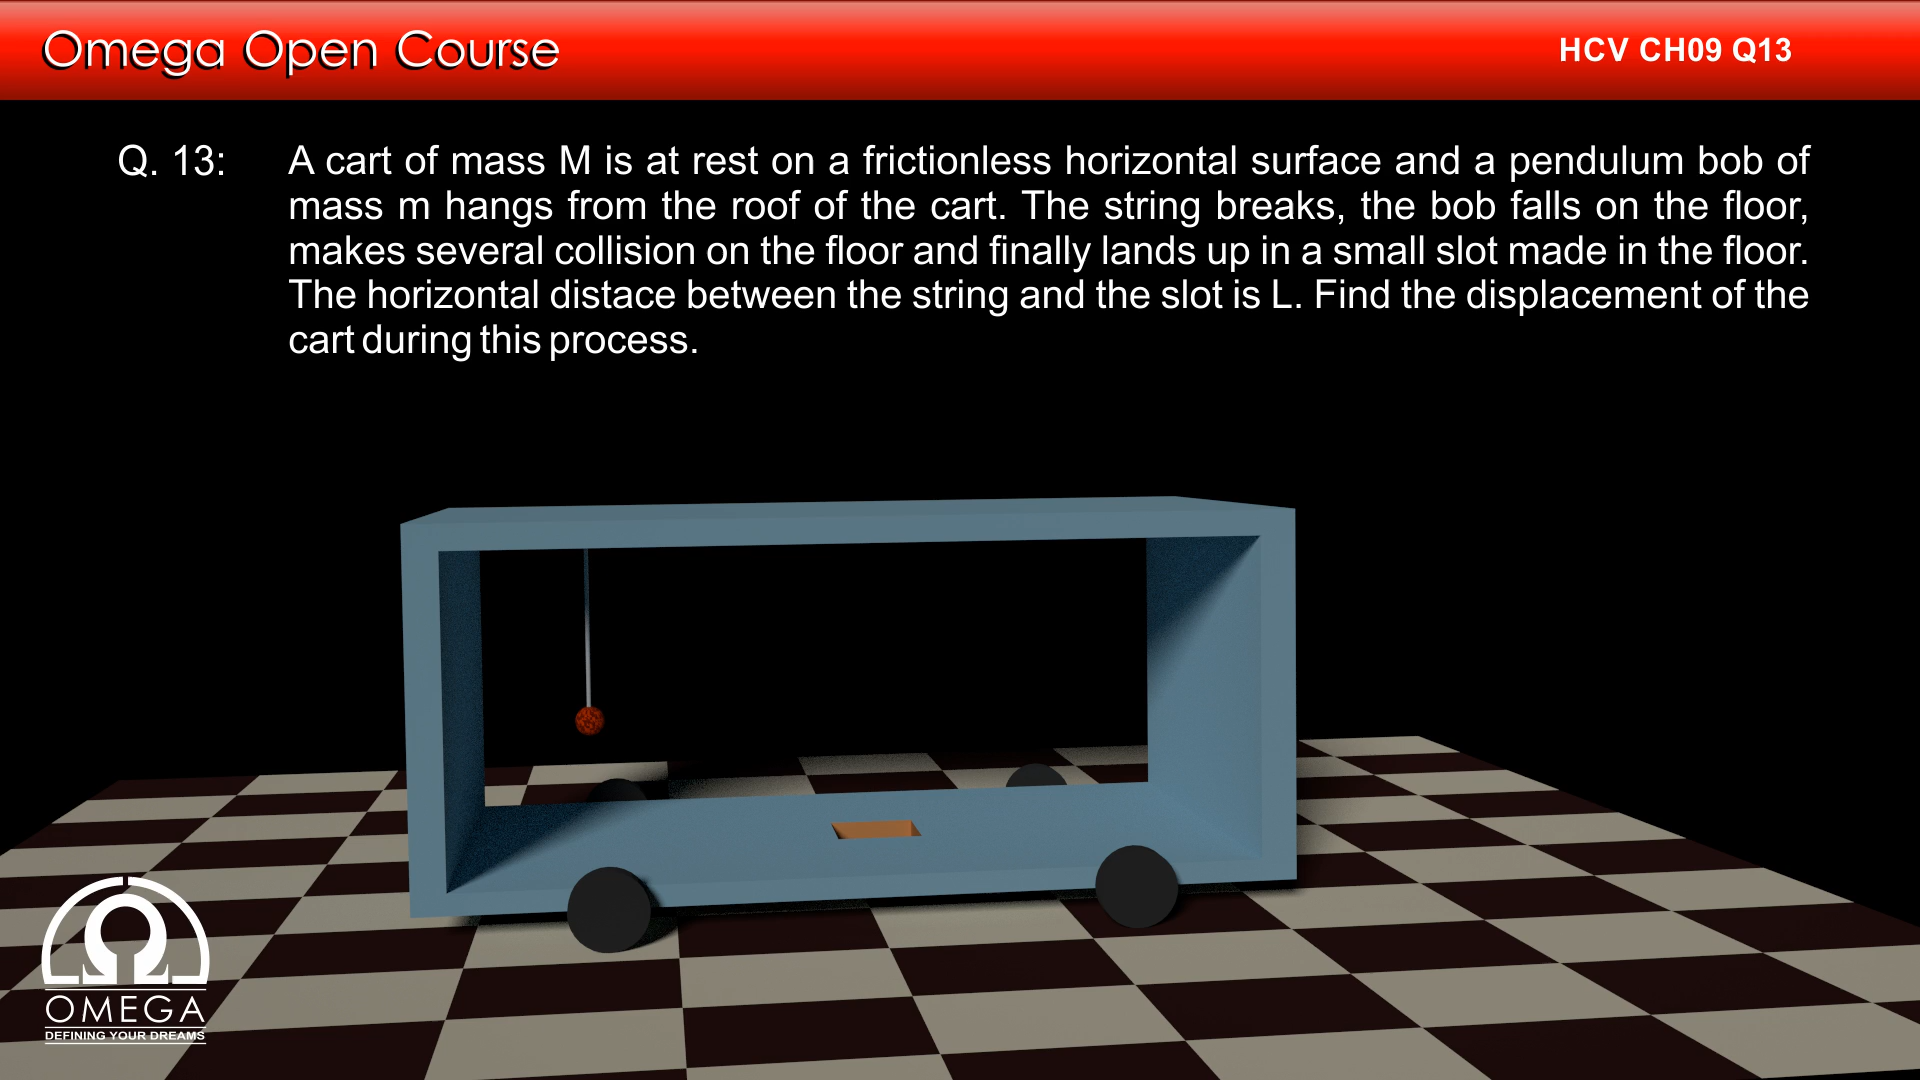 Omega Open Course
HCV CH09 Q13
Q. 13: A cart of mass M is at rest on a frictionless horizontal surface and a pendulum bob of
mass m hangs from the roof of the cart. The string breaks, the bob falls on the floor,
makes several collision on the floor and finally lands up in a small slot made in the floor.
The horizontal distace between the string and the slot is L. Find the displacement of the
cart during this process.
OMEGA
DEFINING YOUR DREAMS